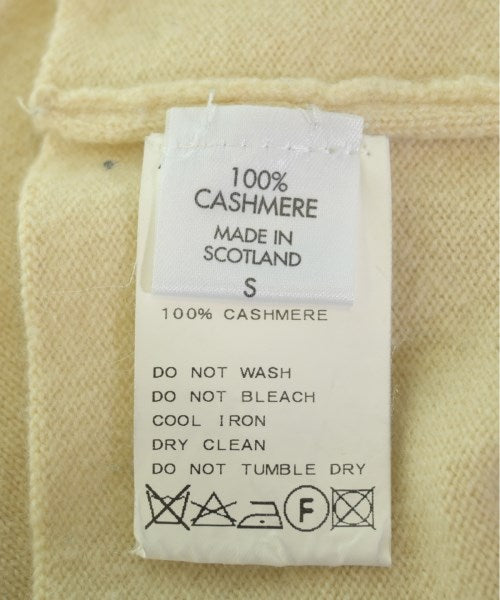 100%
CASHMERE
MADE IN
SCOTLAND
S
100% CASHMERE
DO NOT WASH
DO NOT BLEACH
COOL IRON
DRY CLEAN
DO NOT TUMBLE DRY
F